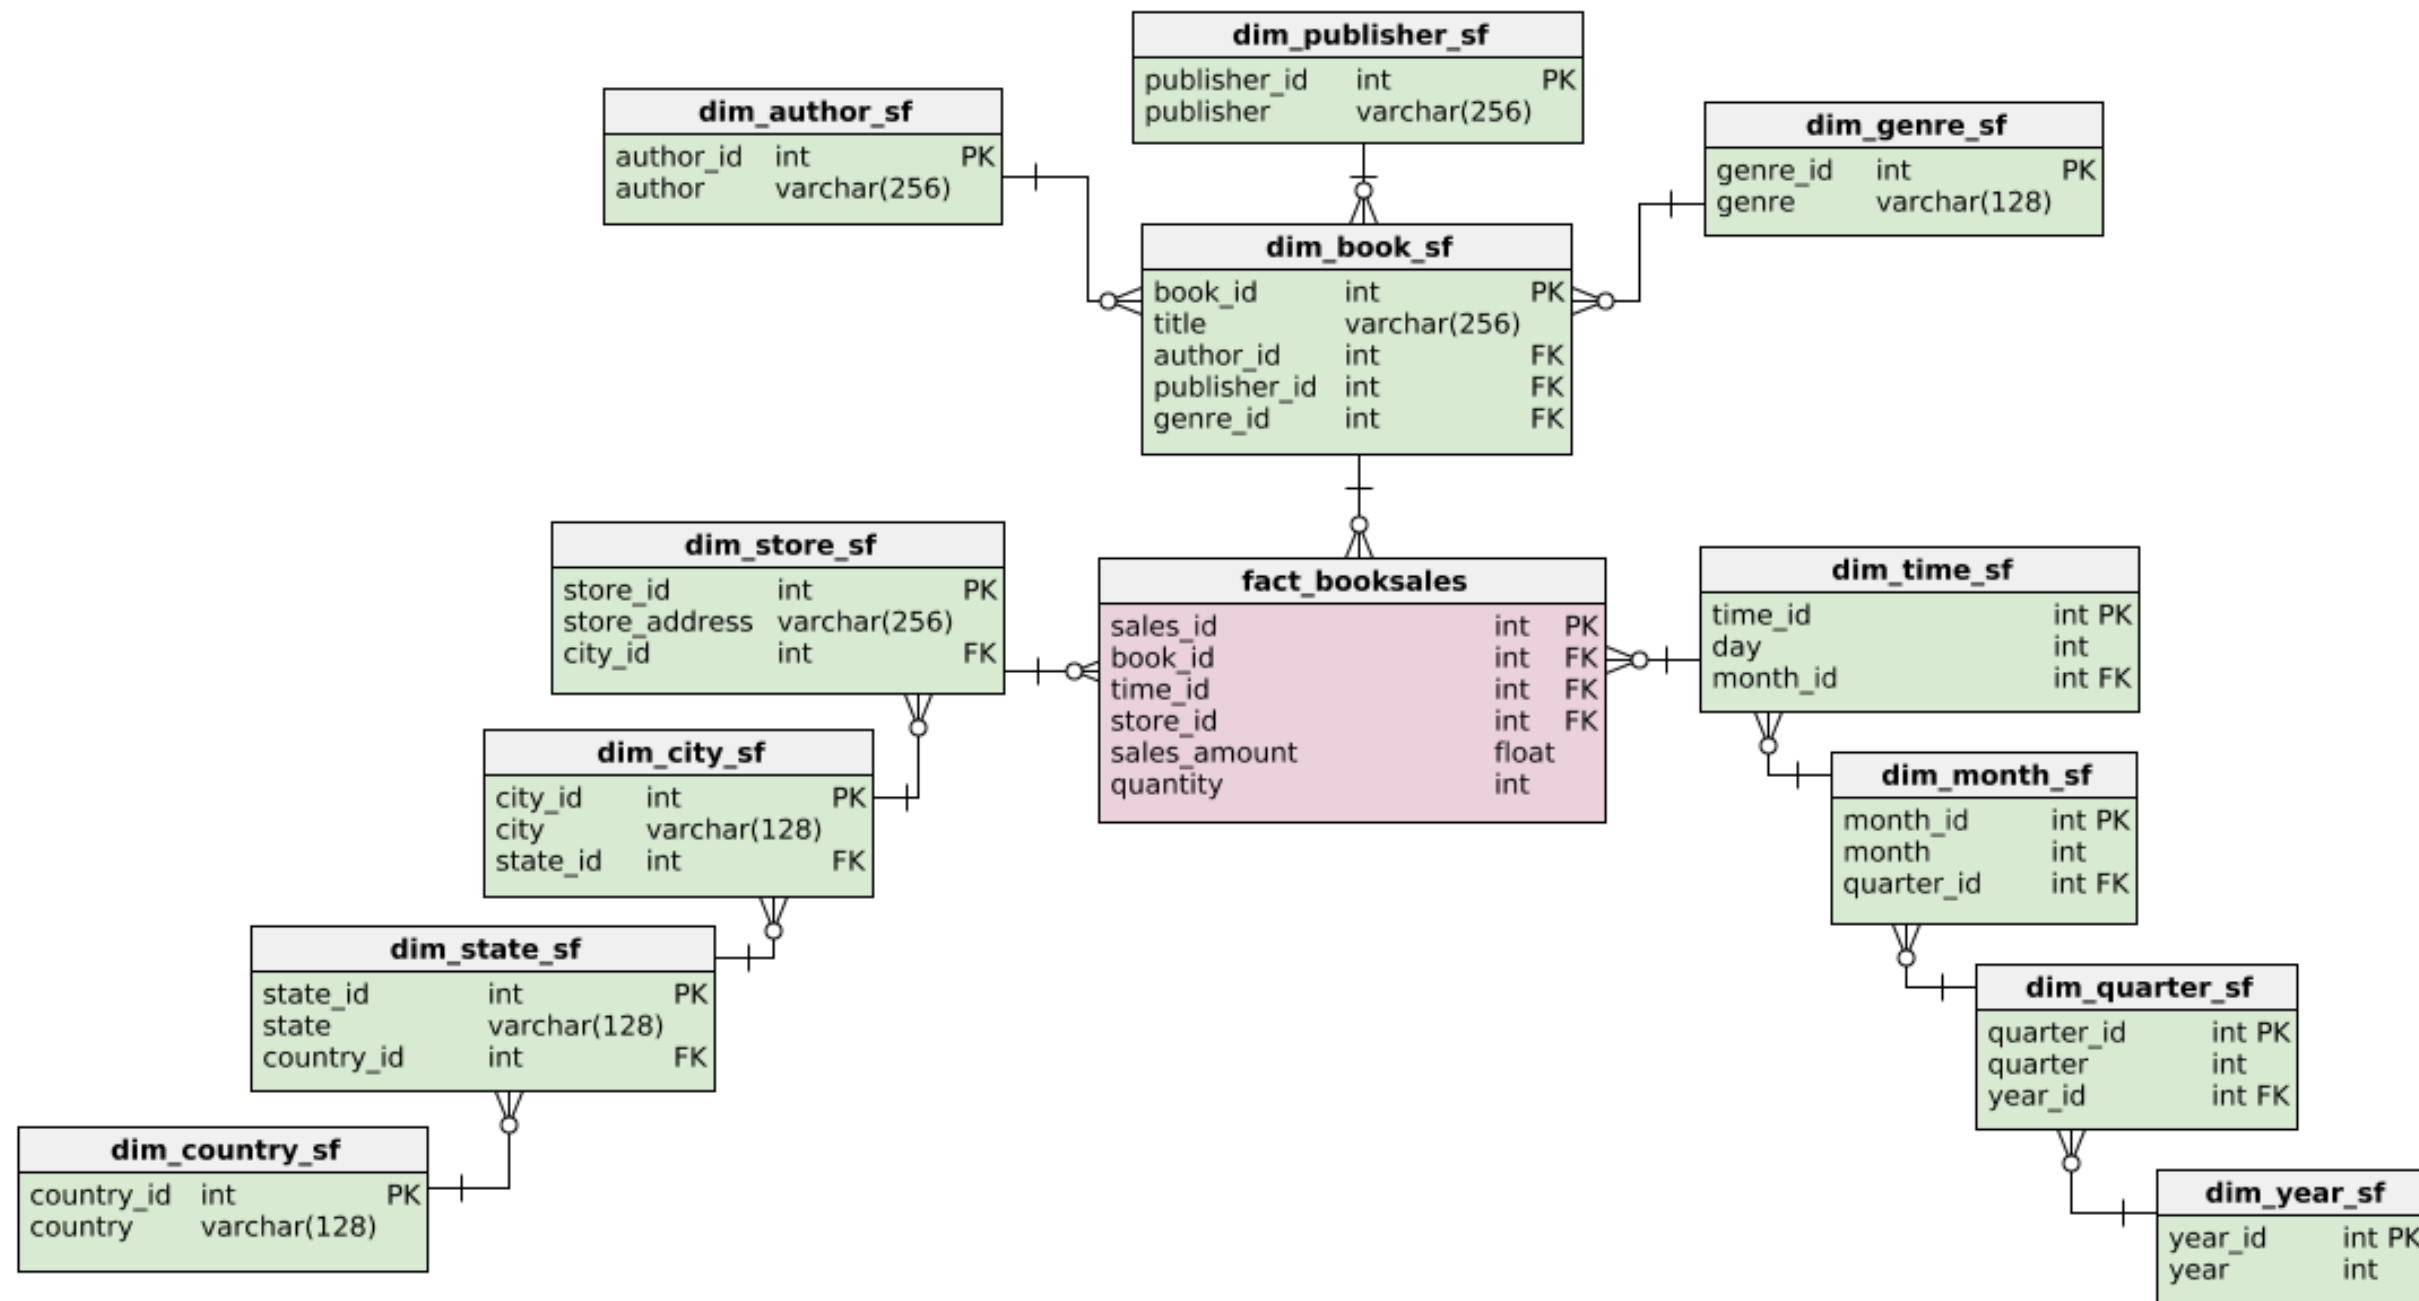 dim_publisher_sf
publisher_id int PK
publisher varchar(256)
dim_author_sf
author_id int PK
author varchar(256)
dim_genre_sf
genre_id int PK
genre varchar(128)
dim_book_sf
book_id int PK
title varchar(256)
author_id int FK
publisher_id int FK
genre_id int FK
dim_store_sf
store_id int PK
store_address varchar(256)
city_id int FK
fact_booksales
sales_id int PK
book_id int FK
time_id int FK
store_id int FK
sales_amount float
quantity int
dim_time_sf
time_id int PK
day int
month_id int FK
dim_city_sf
city_id int PK
city varchar(128)
state_id int FK
dim_month_sf
month_id int PK
month int
quarter_id int FK
dim_state_sf
state_id int PK
state varchar(128)
country_id int FK
dim_quarter_sf
quarter_id int PK
quarter int
year_id int FK
dim_country_sf
country_id int PK
country varchar(128)
dim_year_sf
year_id int PK
year int